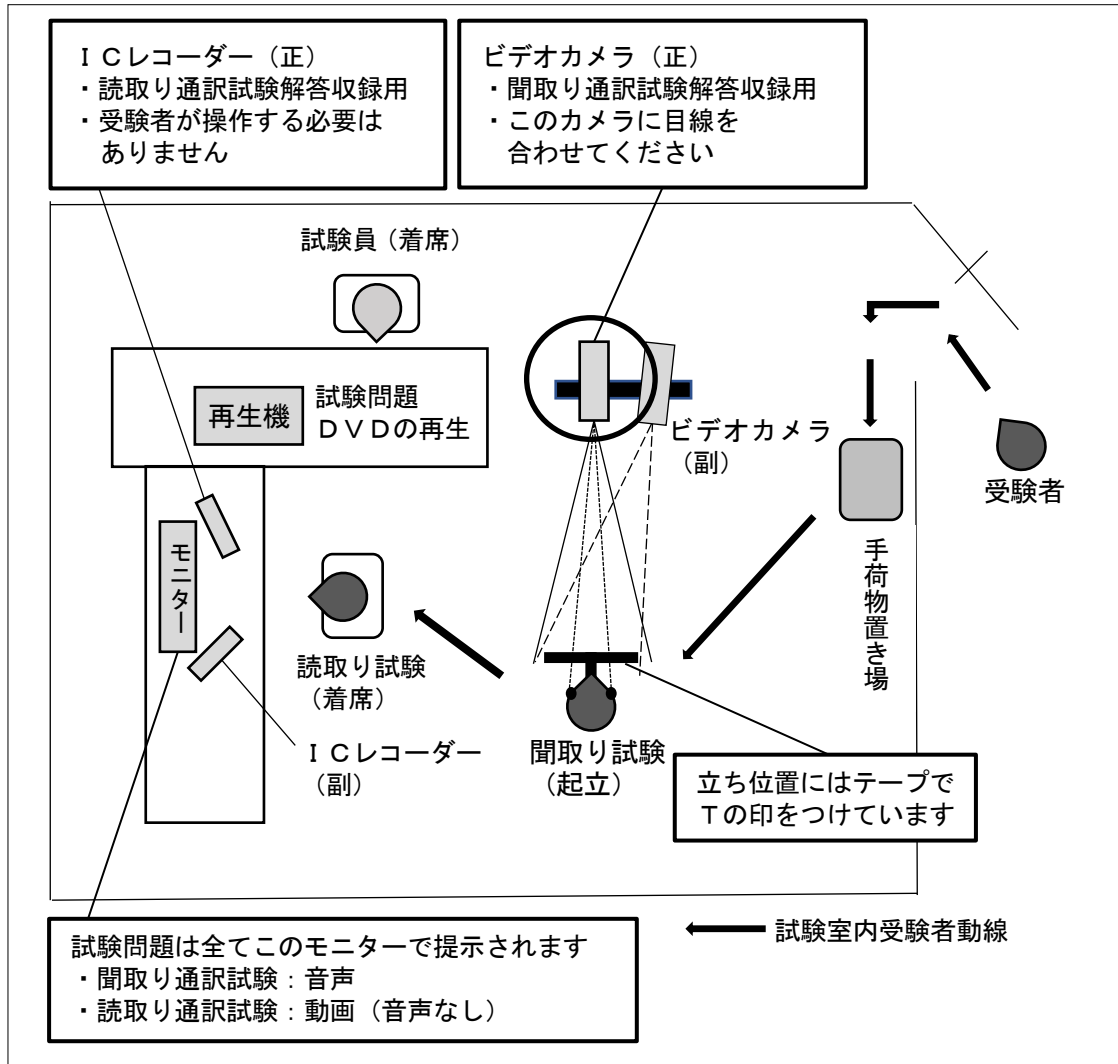 ＩＣレコーダー（正）
・読取り通訳試験解答収録用
・受験者が操作する必要は
ありません
ビデオカメラ（正）
・聞取り通訳試験解答収録用
・このカメラに目線を
合わせてください
試験員（着席）
再生機
試験問題
ＤＶＤの再生
ビデオカメラ
（副）
受験者
モニター
手荷物置き場
読取り試験
（着席）
ＩＣレコーダー
（副）
聞取り試験
（起立）
立ち位置にはテープで
Ｔの印をつけています
試験室内受験者動線
試験問題は全てこのモニターで提示されます
・聞取り通訳試験：音声
・読取り通訳試験：動画（音声なし）